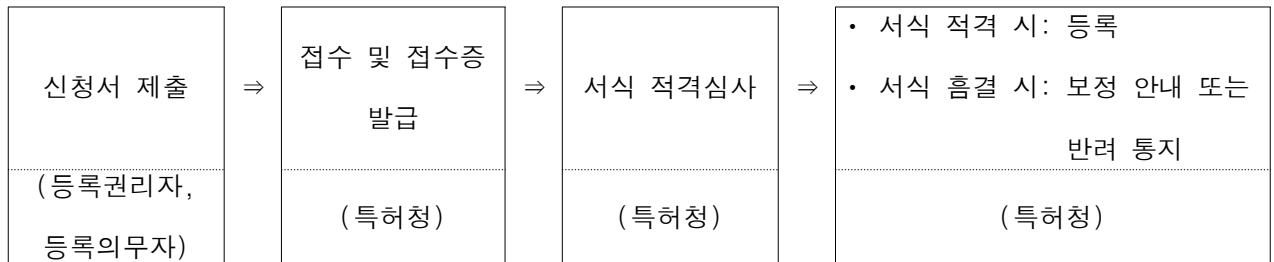 신청서 제출
(등록권리자,
등록의무자)
⇒
접수 및 접수증
발급
(특허청)
⇒
서식 적격심사
(특허청)
⇒
• 서식 적격 시: 등록
• 서식 흠결 시: 보정 안내 또는
반려 통지
(특허청)